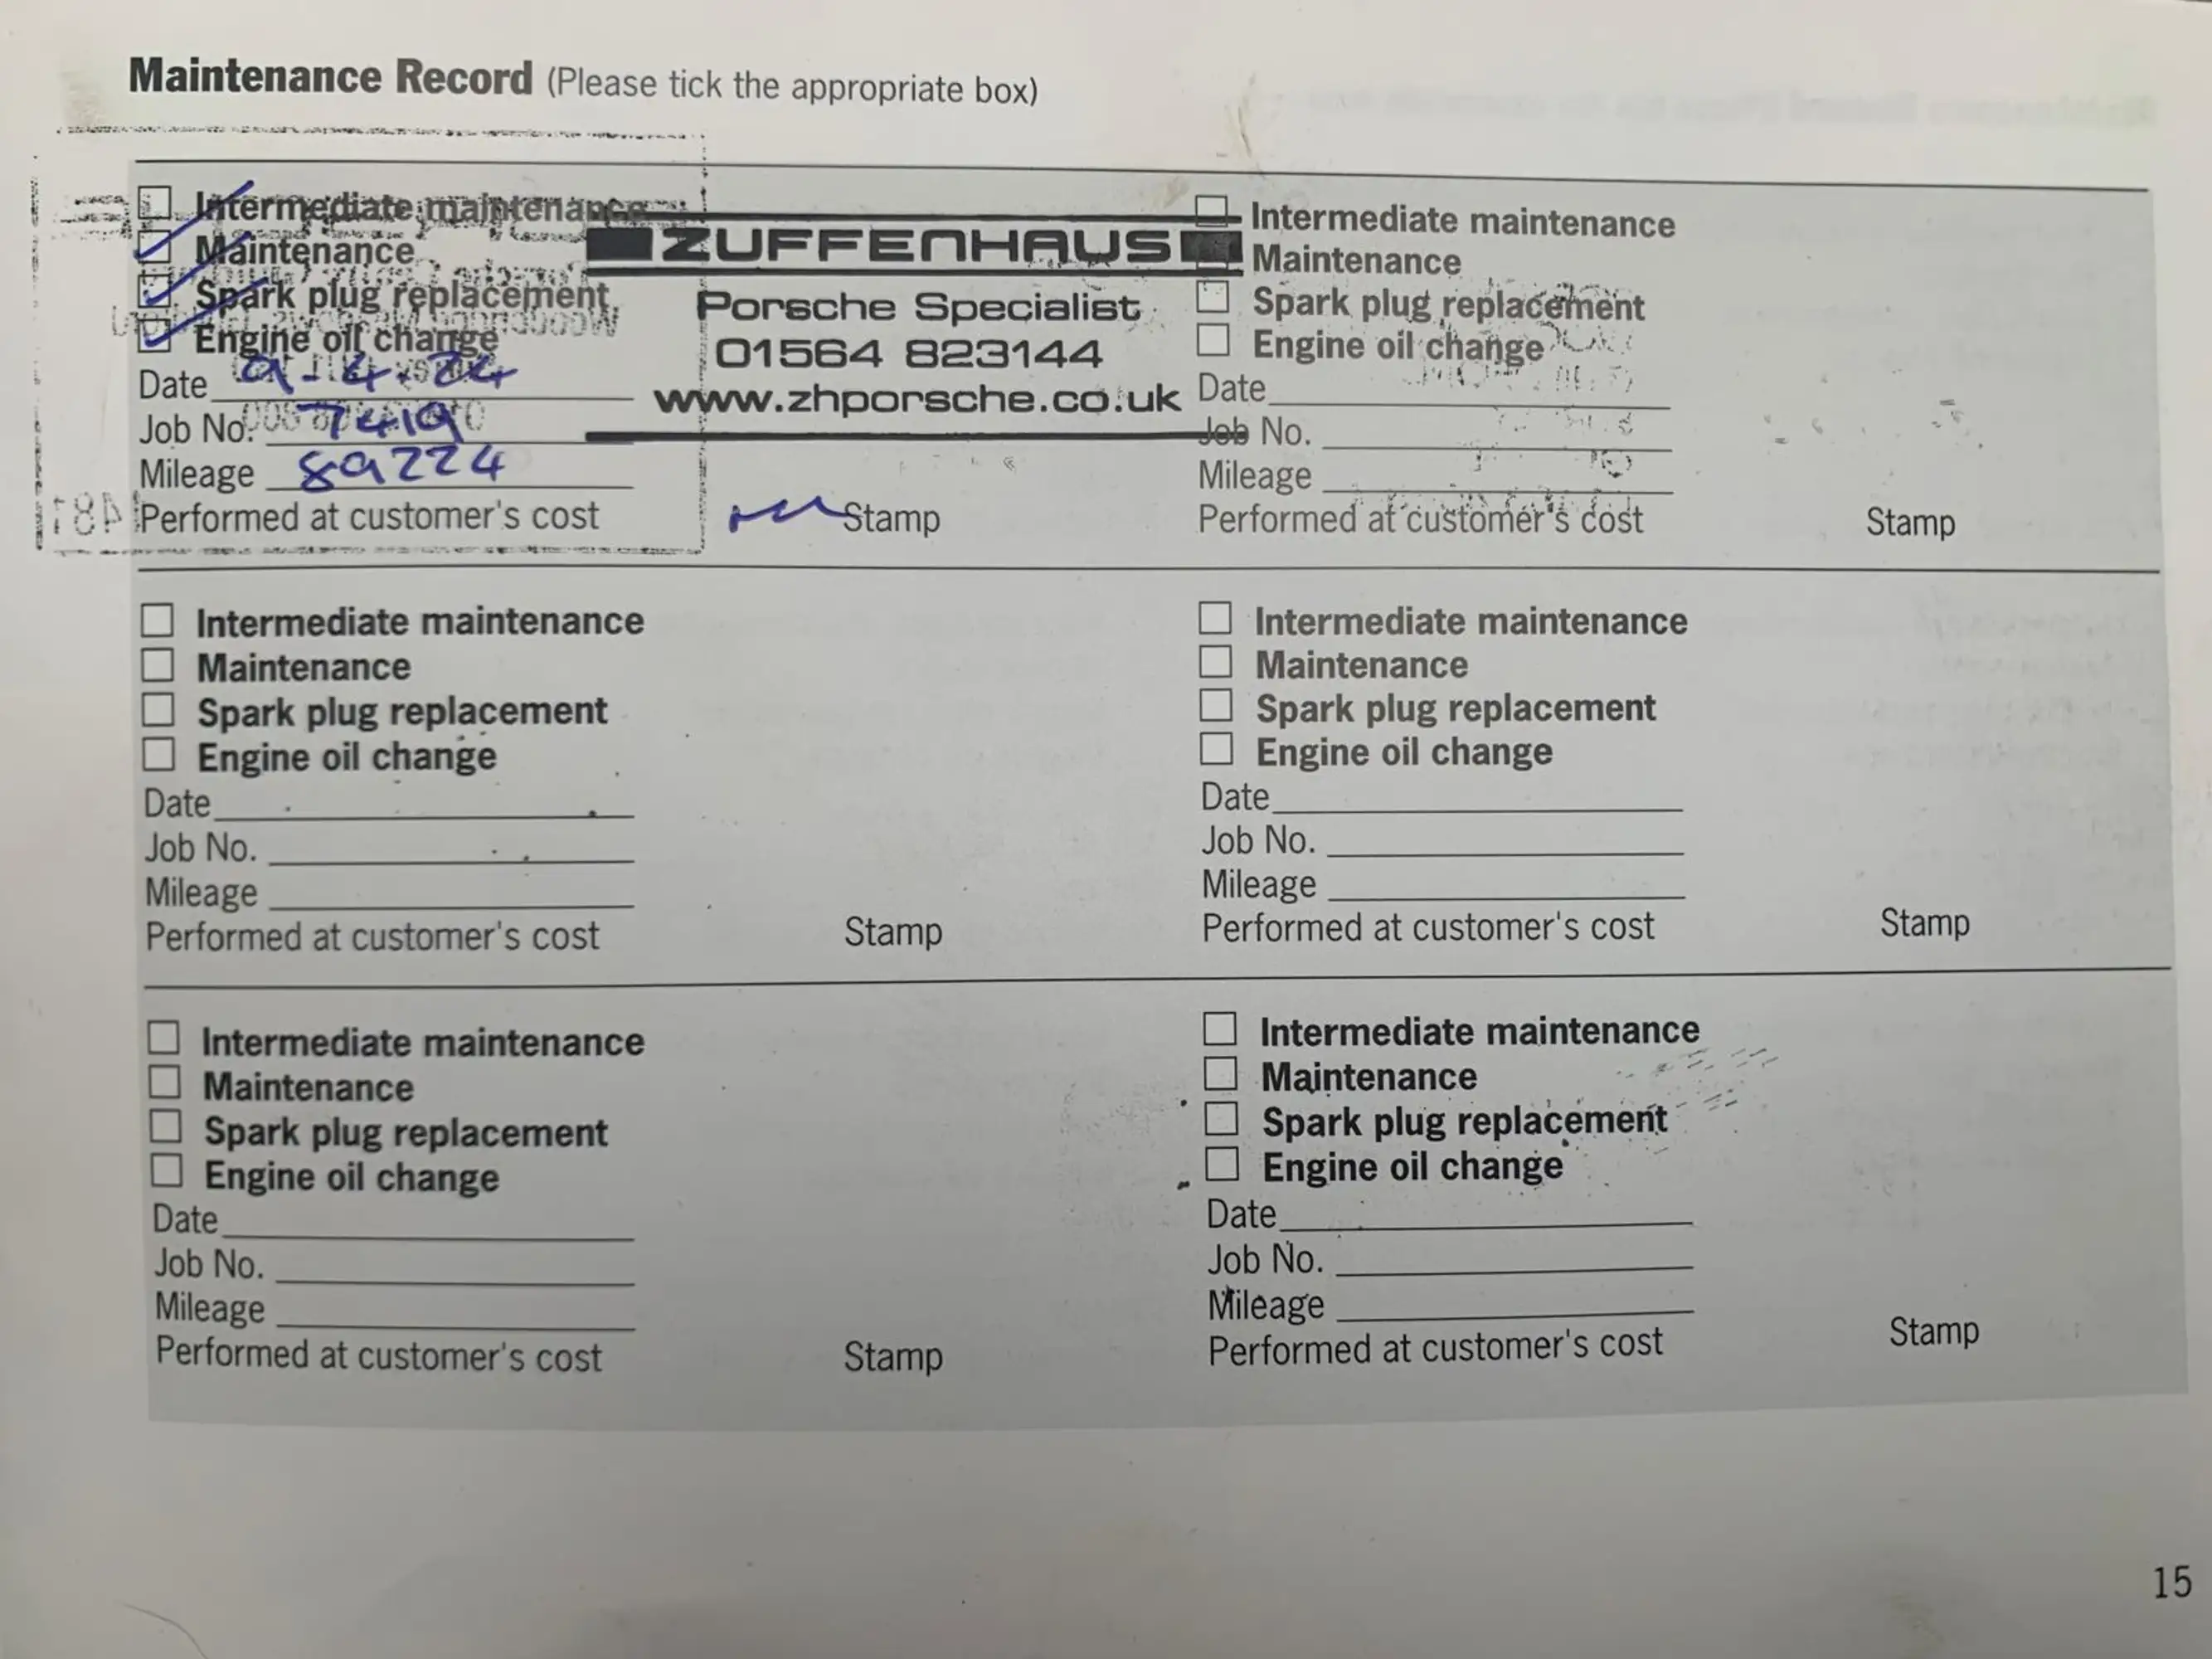 Maintenance Record (Please tick the appropriate box)
Intermediate maintenance
Maintenance
Spark plug replacement
Engine oil change
Date 9-4-24
Job No. 7419
Mileage 89224
Performed at customer's cost
ZUFFENHAUS
Porsche Specialist
01564 823144
www.zhporsche.co.uk
Stamp
Intermediate maintenance
Maintenance
Spark plug replacement
Engine oil change
Date
Job No.
Mileage
Performed at customer's cost
Stamp
Intermediate maintenance
Maintenance
Spark plug replacement
Engine oil change
Date
Job No.
Mileage
Performed at customer's cost
Stamp
Intermediate maintenance
Maintenance
Spark plug replacement
Engine oil change
Date
Job No.
Mileage
Performed at customer's cost
Stamp
Intermediate maintenance
Maintenance
Spark plug replacement
Engine oil change
Date
Job No.
Mileage
Performed at customer's cost
Stamp
Intermediate maintenance
Maintenance
Spark plug replacement
Engine oil change
Date
Job No.
Mileage
Performed at customer's cost
Stamp
15